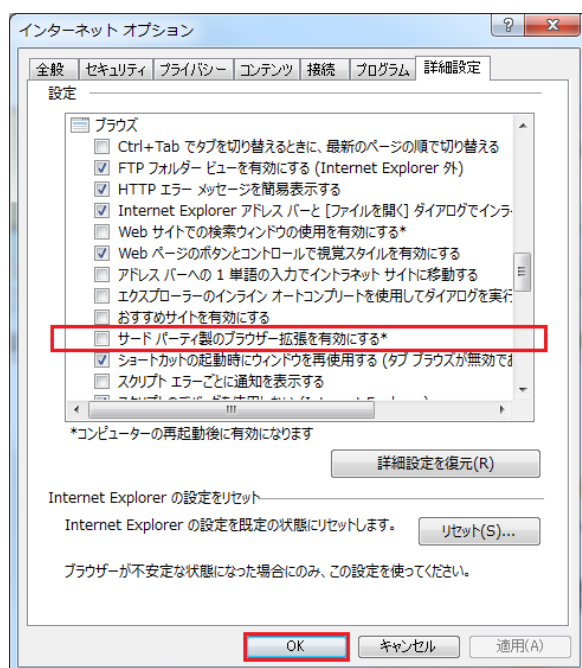 インターネット オプション
全般 セキュリティ プライバシー コンテンツ 接続 プログラム 詳細設定
設定
ブラウズ
Ctrl+Tab でタブを切り替えるときに、最新のページの順で切り替える
FTP フォルダー ビューを有効にする (Internet Explorer 外)
HTTP エラー メッセージを簡易表示する
Internet Explorer アドレス バーと [ファイルを開く] ダイアログでインラ
Web サイトでの検索ウィンドウの使用を有効にする*
Web ページのボタンとコントロールで視覚スタイルを有効にする
アドレス バーへの 1 単語の入力でイントラネット サイトに移動する
エクスプローラーのインライン オートコンプリートを使用してダイアログを実行
おすすめサイトを有効にする
サード パーティ製のブラウザー拡張を有効にする*
ショートカットの起動時にウィンドウを再使用する (タブ ブラウズが無効であ
スクリプト エラーごとに通知を表示する
*コンピューターの再起動後に有効になります
詳細設定を復元(R)
Internet Explorer の設定をリセット
Internet Explorer の設定を既定の状態にリセットします。
リセット(S)...
ブラウザーが不安定な状態になった場合にのみ、この設定を使ってください。
OK キャンセル 適用(A)